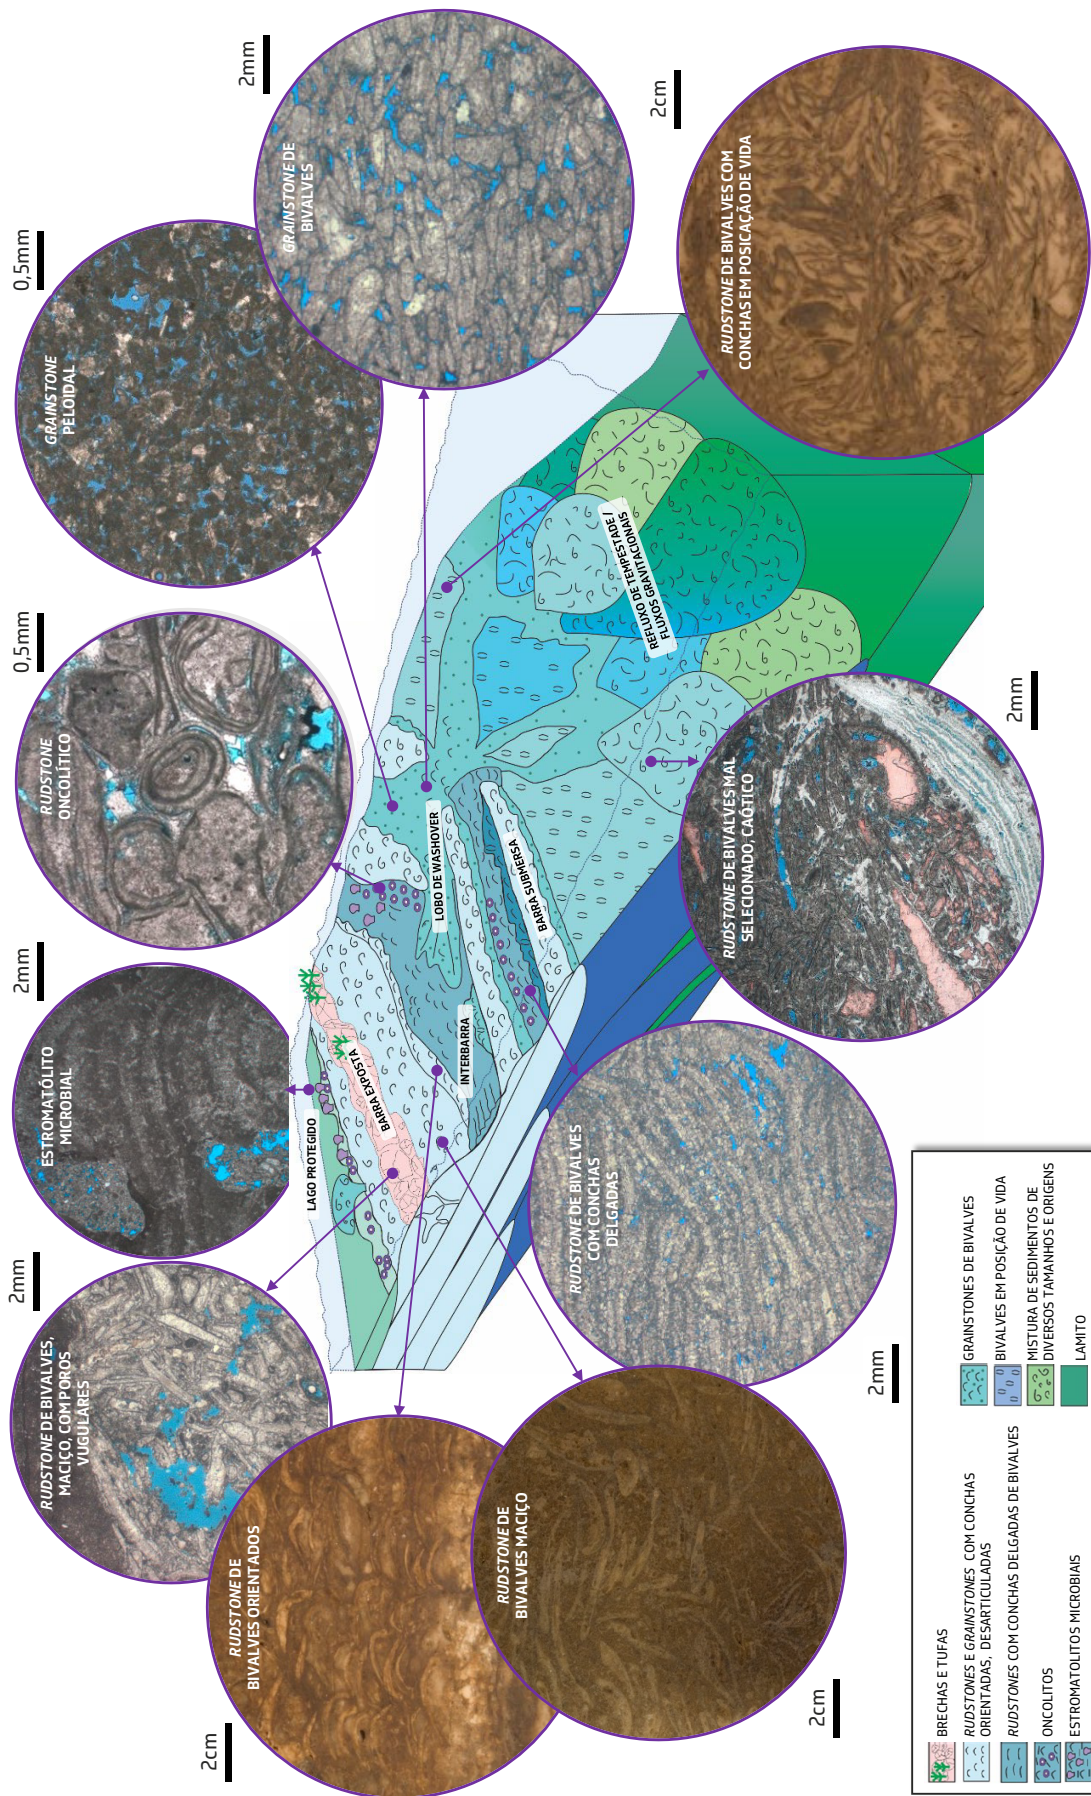 RUDSTONE DE BIVALVES,
MACIÇO, COM POROS
VUGULARES
2mm
ESTROMATÓLITO
MICROBIAL
2mm
RUDSTONE
ONCOLÍTICO
0,5mm
GRAINSTONE
PELOIDAL
0,5mm
GRAINSTONE DE
BIVALVES
2mm
RUDSTONE DE BIVALVES COM
CONCHAS EM POSICAÇÃO DE VIDA
2cm
LAGO PROTEGIDO
BARRA EXPOSTA
INTERBARRA
LOBO DE WASHOVER
BARRA SUBMERSA
REFLUXO DE TEMPESTADE /
FLUXOS GRAVITACIONAIS
RUDSTONE DE
BIVALVES ORIENTADOS
2cm
RUDSTONE DE
BIVALVES MACIÇO
2cm
RUDSTONE DE BIVALVES
COM CONCHAS
DELGADAS
2mm
RUDSTONE DE BIVALVES MAL
SELECIONADO, CAÓTICO
2mm
BRECHAS E TUFAS
RUDSTONES E GRAINSTONES COM CONCHAS
ORIENTADAS, DESARTICULADAS
RUDSTONES COM CONCHAS DELGADAS DE BIVALVES
ONCOLITOS
ESTROMATOLITOS MICROBIAIS
GRAINSTONES DE BIVALVES
BIVALVES EM POSIÇÃO DE VIDA
MISTURA DE SEDIMENTOS DE
DIVERSOS TAMANHOS E ORIGENS
LAMITO